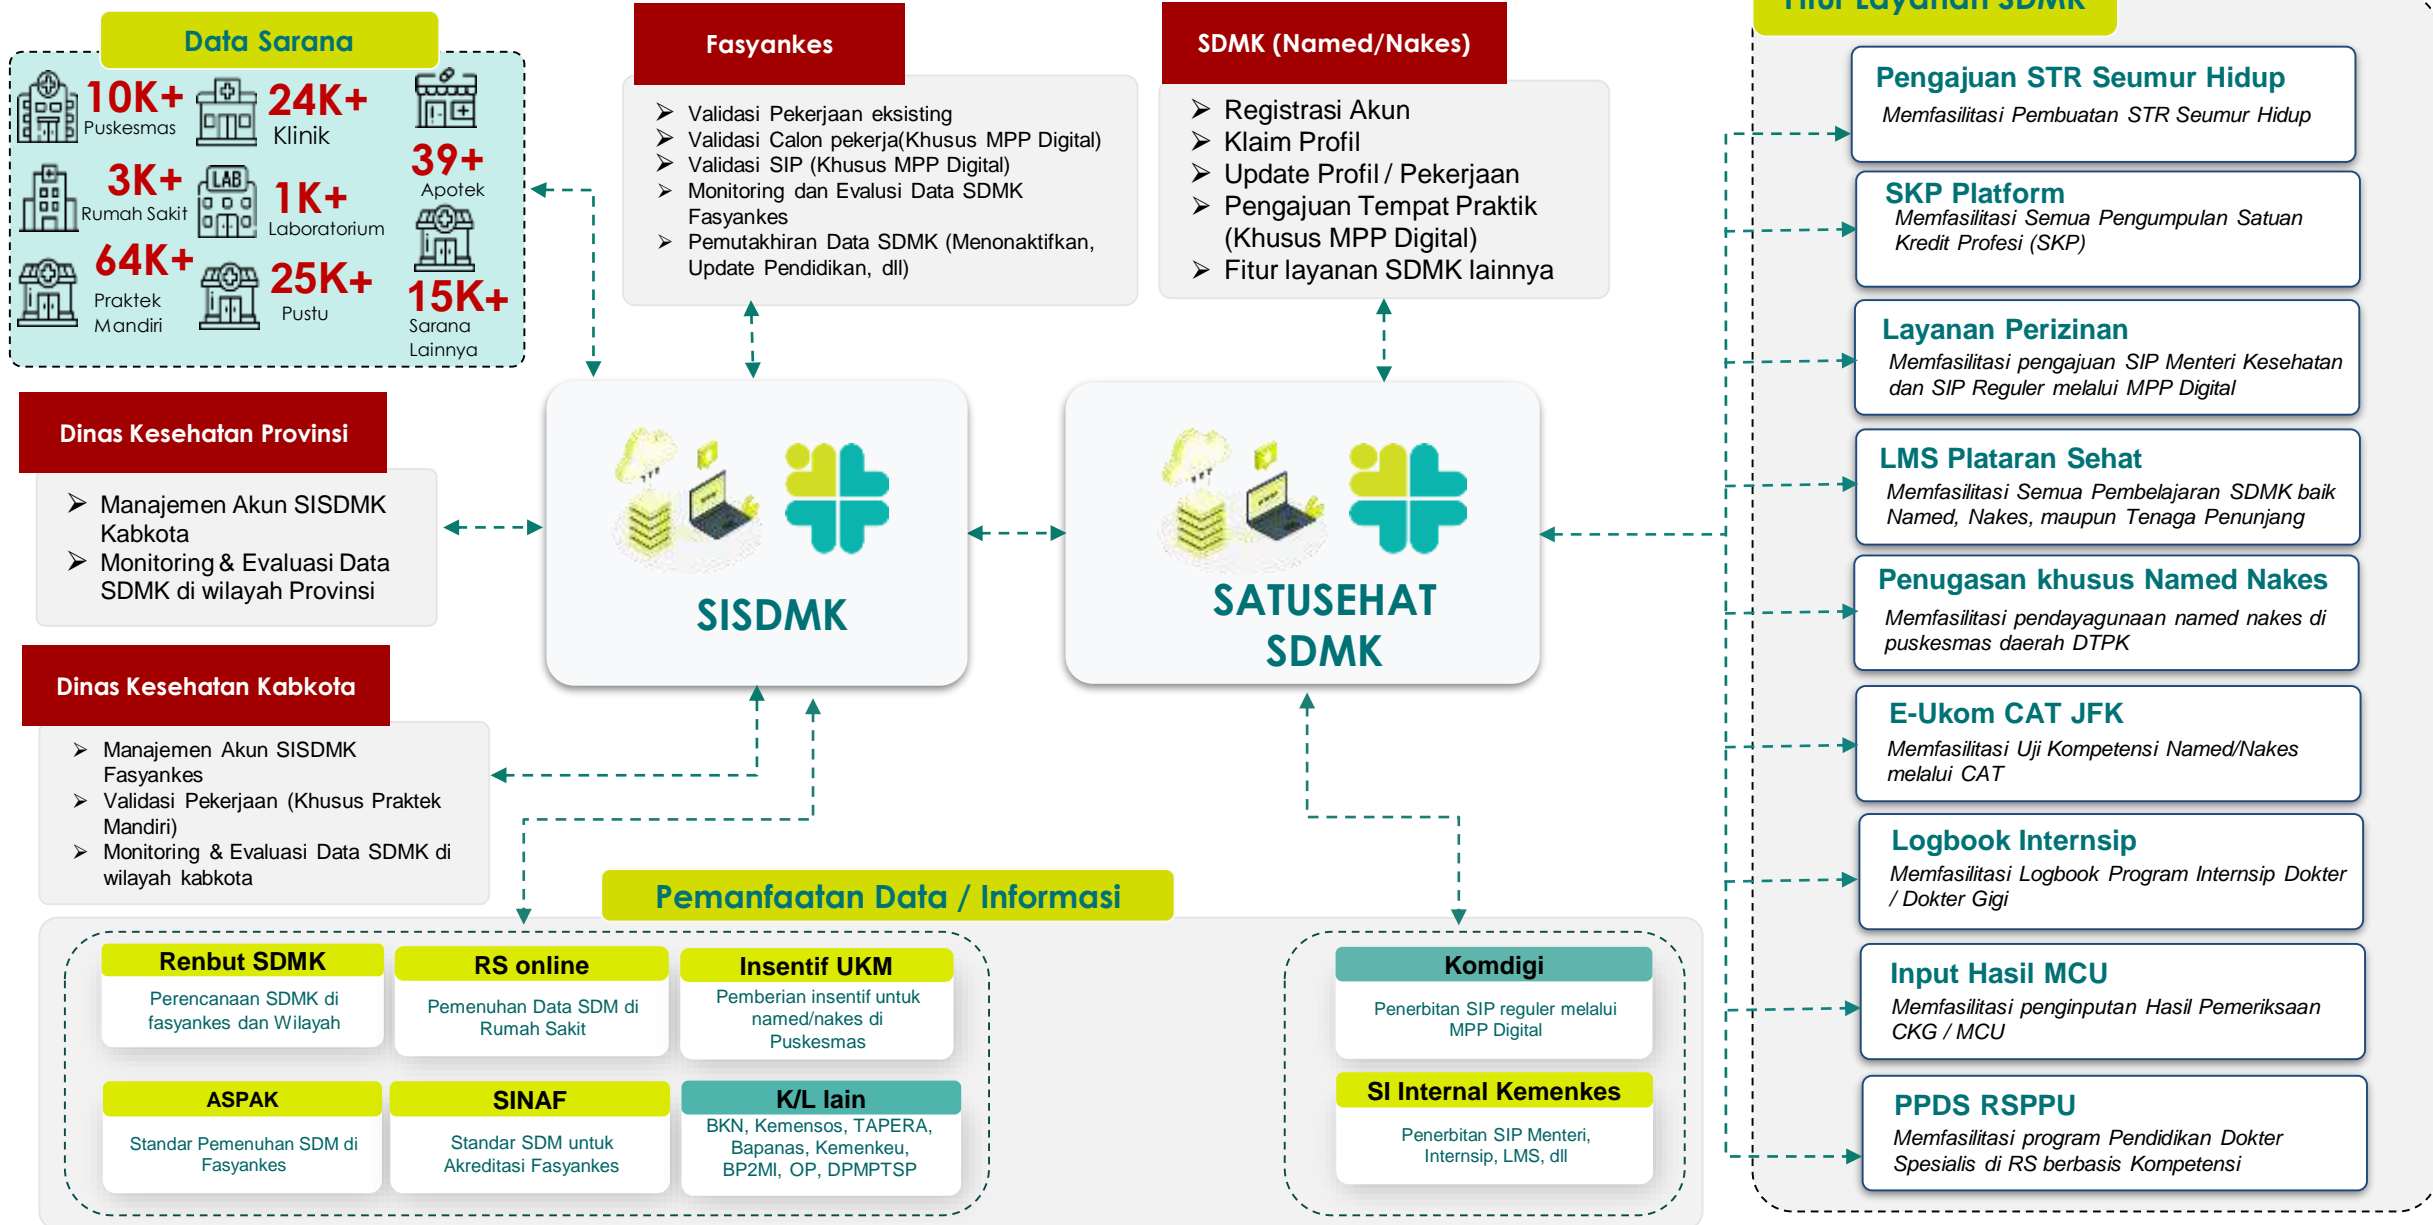 Data Sarana
10K+
Puskesmas
24K+
Klinik
39+
Apotek
3K+
Rumah Sakit
LAB
1K+
Laboratorium
64K+
Praktek
Mandiri
25K+
Pustu
15K+
Sarana
Lainnya
Fasyankes
➢ Validasi Pekerjaan eksisting
➢ Validasi Calon pekerja(Khusus MPP Digital)
➢ Validasi SIP (Khusus MPP Digital)
➢ Monitoring dan Evalusi Data SDMK
Fasyankes
➢ Pemutakhiran Data SDMK (Menonaktifkan,
Update Pendidikan, dll)
SDMK (Named/Nakes)
➢ Registrasi Akun
➢ Klaim Profil
➢ Update Profil / Pekerjaan
➢ Pengajuan Tempat Praktik
(Khusus MPP Digital)
➢ Fitur layanan SDMK lainnya
Dinas Kesehatan Provinsi
➢ Manajemen Akun SISDMK
Kabkota
➢ Monitoring & Evaluasi Data
SDMK di wilayah Provinsi
SISDMK
SATUSEHAT
SDMK
Dinas Kesehatan Kabkota
➢ Manajemen Akun SISDMK
Fasyankes
➢ Validasi Pekerjaan (Khusus Praktek
Mandiri)
➢ Monitoring & Evaluasi Data SDMK di
wilayah kabkota
Pemanfaatan Data / Informasi
Renbut SDMK
Perencanaan SDMK di
fasyankes dan Wilayah
RS online
Pemenuhan Data SDM di
Rumah Sakit
Insentif UKM
Pemberian insentif untuk
named/nakes di
Puskesmas
ASPAK
Standar Pemenuhan SDM di
Fasyankes
SINAF
Standar SDM untuk
Akreditasi Fasyankes
K/L lain
BKN, Kemensos, TAPERA,
Bapanas, Kemenkeu,
BP2MI, OP, DPMPTSP
Komdigi
Penerbitan SIP reguler melalui
MPP Digital
SI Internal Kemenkes
Penerbitan SIP Menteri,
Internsip, LMS, dll
Fitur Layanan SDMK
Pengajuan STR Seumur Hidup
Memfasilitasi Pembuatan STR Seumur Hidup
SKP Platform
Memfasilitasi Semua Pengumpulan Satuan
Kredit Profesi (SKP)
Layanan Perizinan
Memfasilitasi pengajuan SIP Menteri Kesehatan
dan SIP Reguler melalui MPP Digital
LMS Plataran Sehat
Memfasilitasi Semua Pembelajaran SDMK baik
Named, Nakes, maupun Tenaga Penunjang
Penugasan khusus Named Nakes
Memfasilitasi pendayagunaan named nakes di
puskesmas daerah DTPK
E-Ukom CAT JFK
Memfasilitasi Uji Kompetensi Named/Nakes
melalui CAT
Logbook Internsip
Memfasilitasi Logbook Program Internsip Dokter
/ Dokter Gigi
Input Hasil MCU
Memfasilitasi penginputan Hasil Pemeriksaan
CKG / MCU
PPDS RSPPU
Memfasilitasi program Pendidikan Dokter
Spesialis di RS berbasis Kompetensi